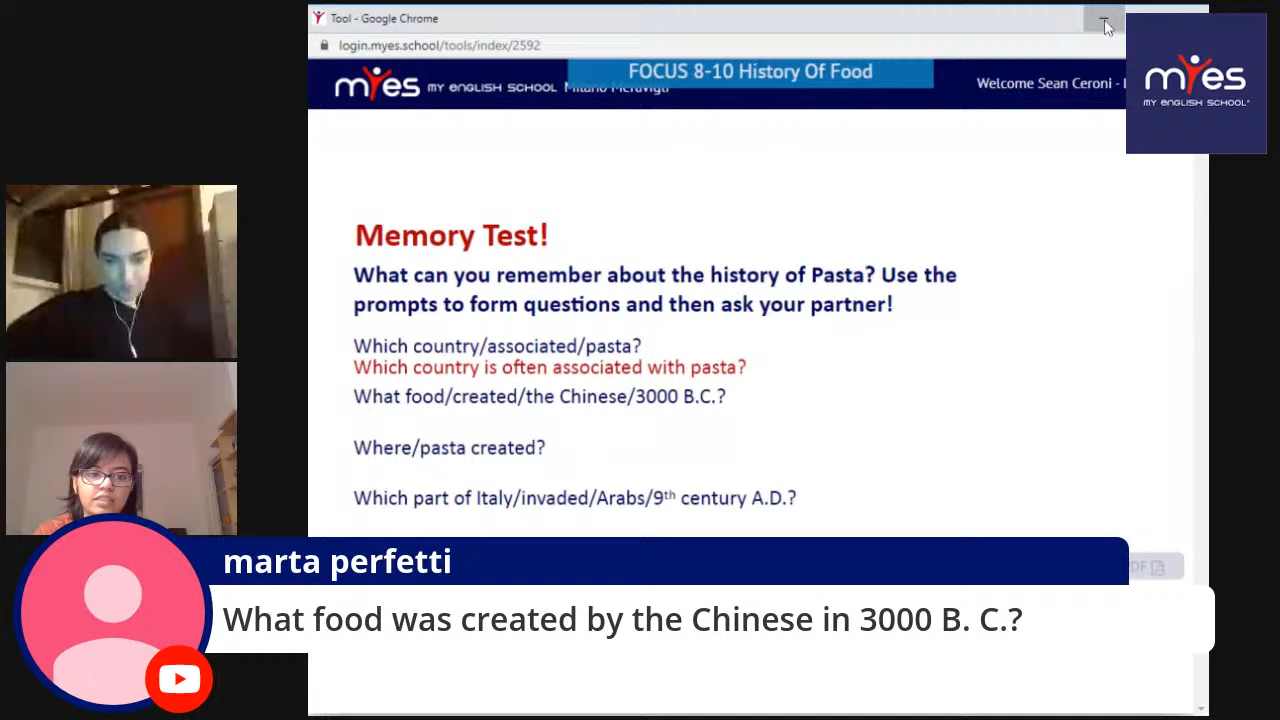 Tool - Google Chrome
login.myes.school/tools/index/2592
FOCUS 8-10 History Of Food
myes MY ENGLISH SCHOOL Milano Meravigli
Welcome Sean Ceroni -
myes
MY ENGLISH SCHOOL
Memory Test!
What can you remember about the history of Pasta? Use the
prompts to form questions and then ask your partner!
Which country/associated/pasta?
Which country is often associated with pasta?
What food/created/the Chinese/3000 B.C.?
Where/pasta created?
Which part of Italy/invaded/Arabs/9th century A.D.?
DF
marta perfetti
What food was created by the Chinese in 3000 B. C.?